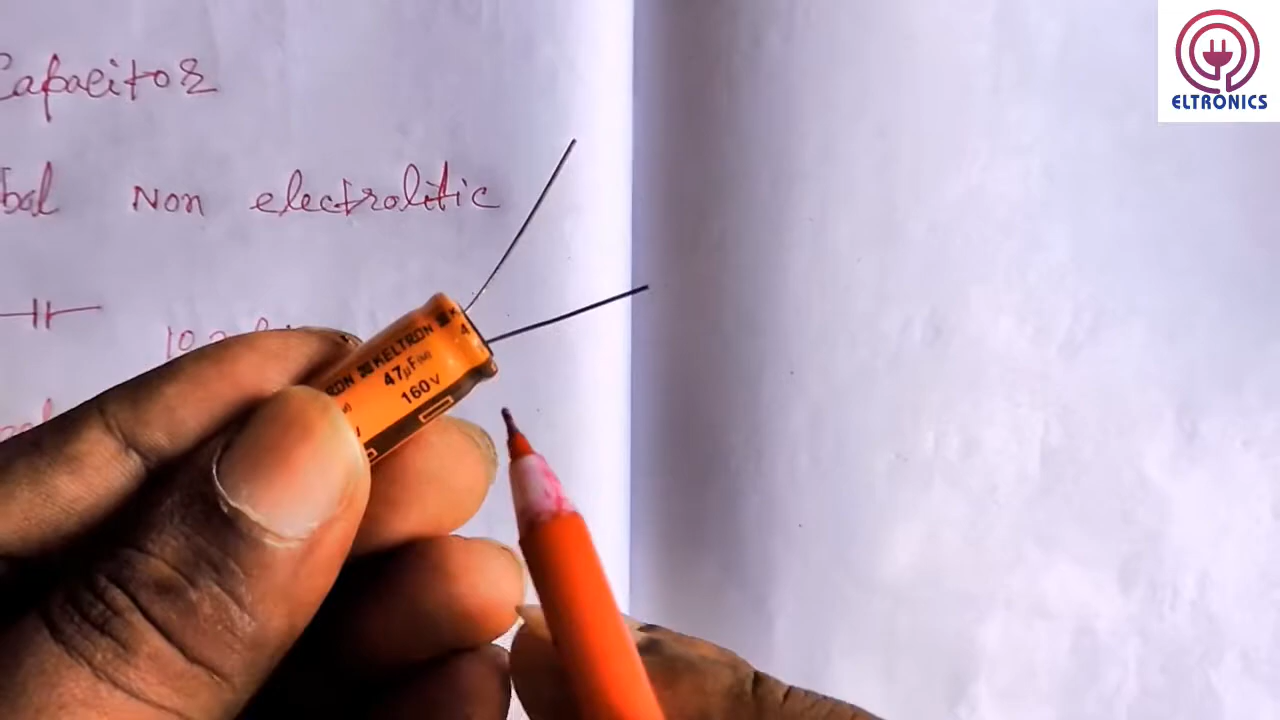 Capacitor
ELTRONICS
Non electrolitic
KELTRON
47µF(M)
160V